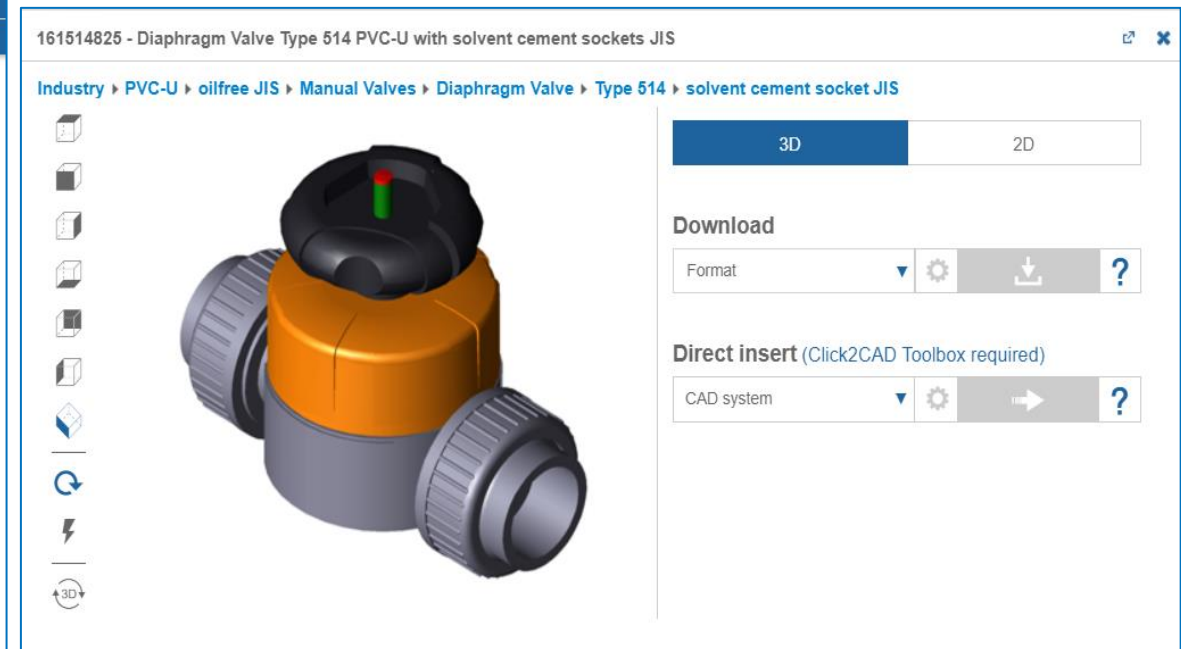 161514825 - Diaphragm Valve Type 514 PVC-U with solvent cement sockets JIS
Industry ▸ PVC-U ▸ oilfree JIS ▸ Manual Valves ▸ Diaphragm Valve ▸ Type 514 ▸ solvent cement socket JIS
3D 2D
Download
Format ?
Direct insert (Click2CAD Toolbox required)
CAD system ?
3D